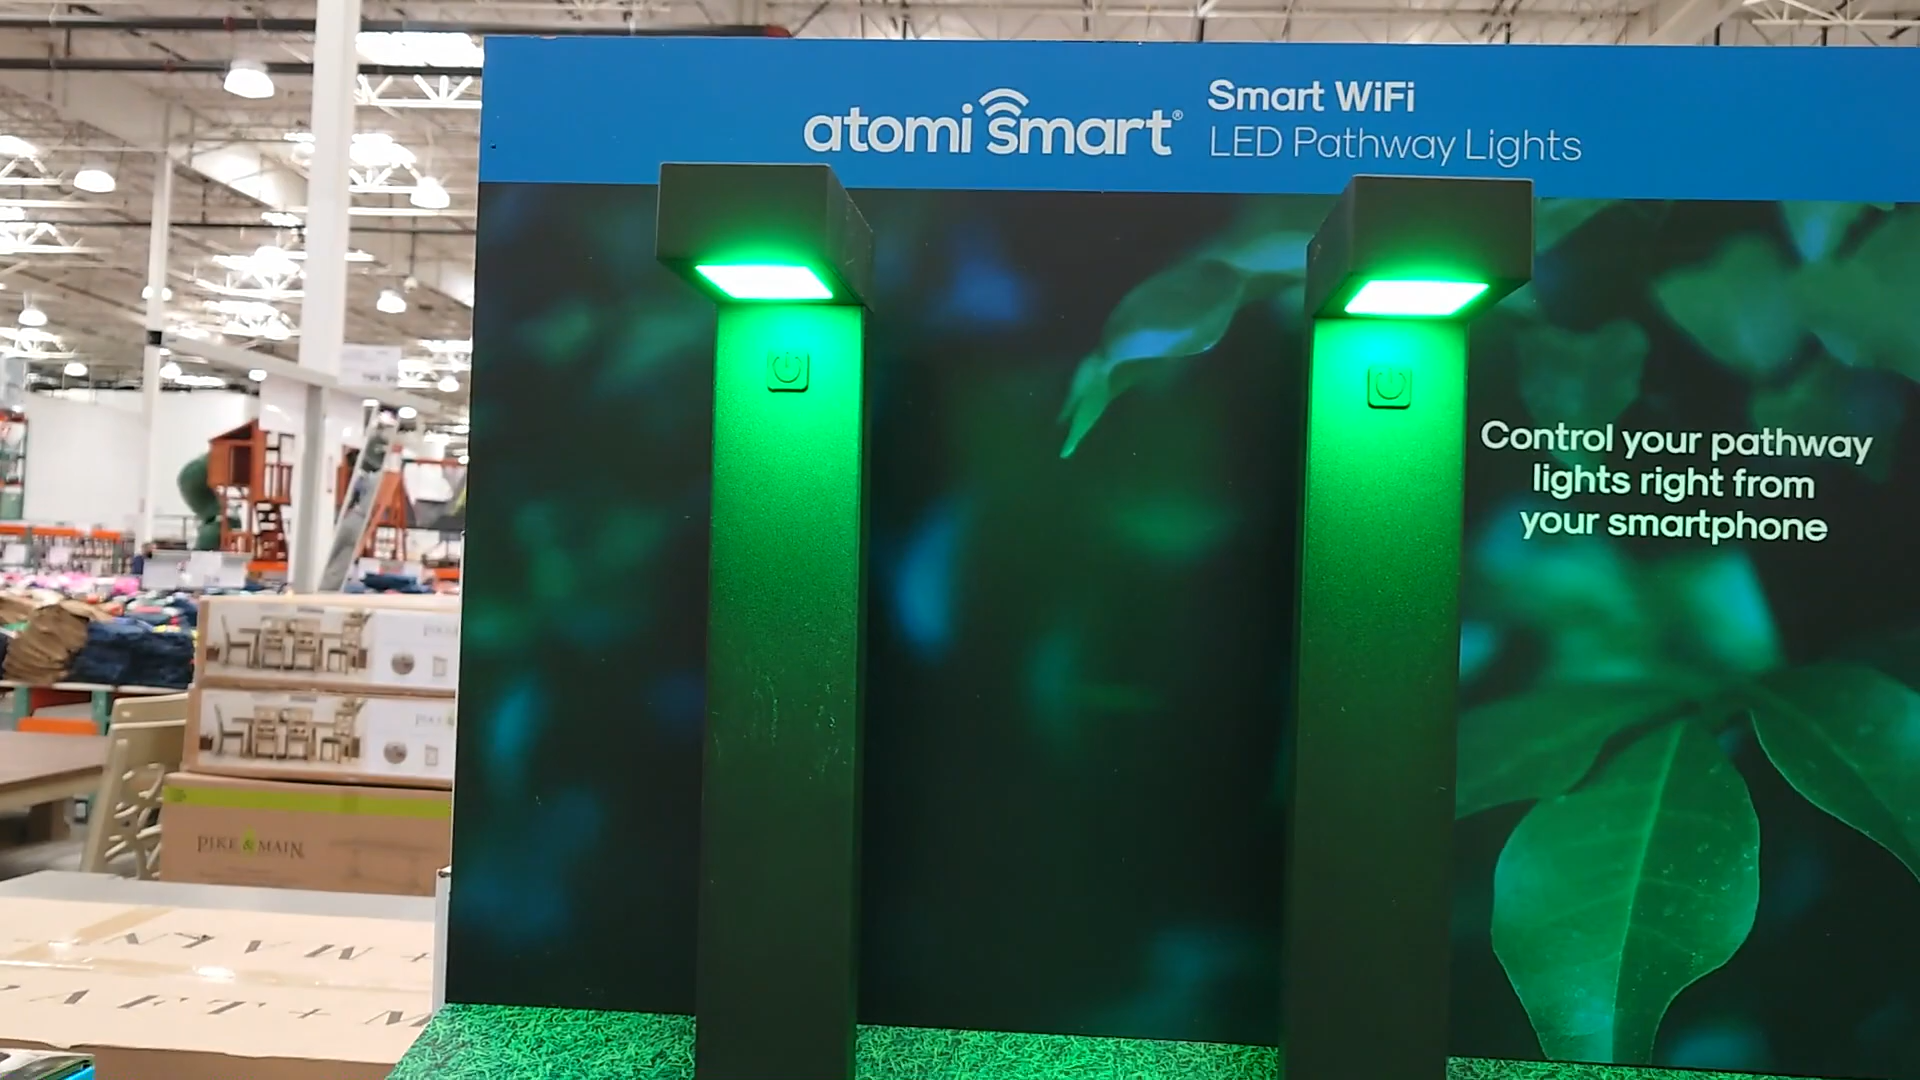 atomi smart®
Smart WiFi
LED Pathway Lights
Control your pathway
lights right from
your smartphone
PIKE & MAIN